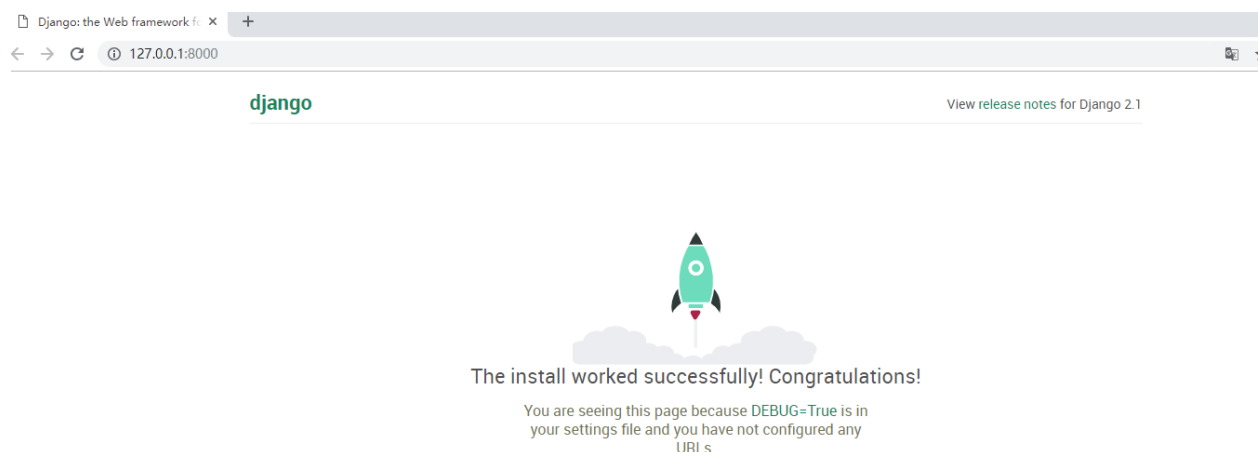 Django: the Web framework fo
127.0.0.1:8000
django
View release notes for Django 2.1
The install worked successfully! Congratulations!
You are seeing this page because DEBUG=True is in
your settings file and you have not configured any
URLs